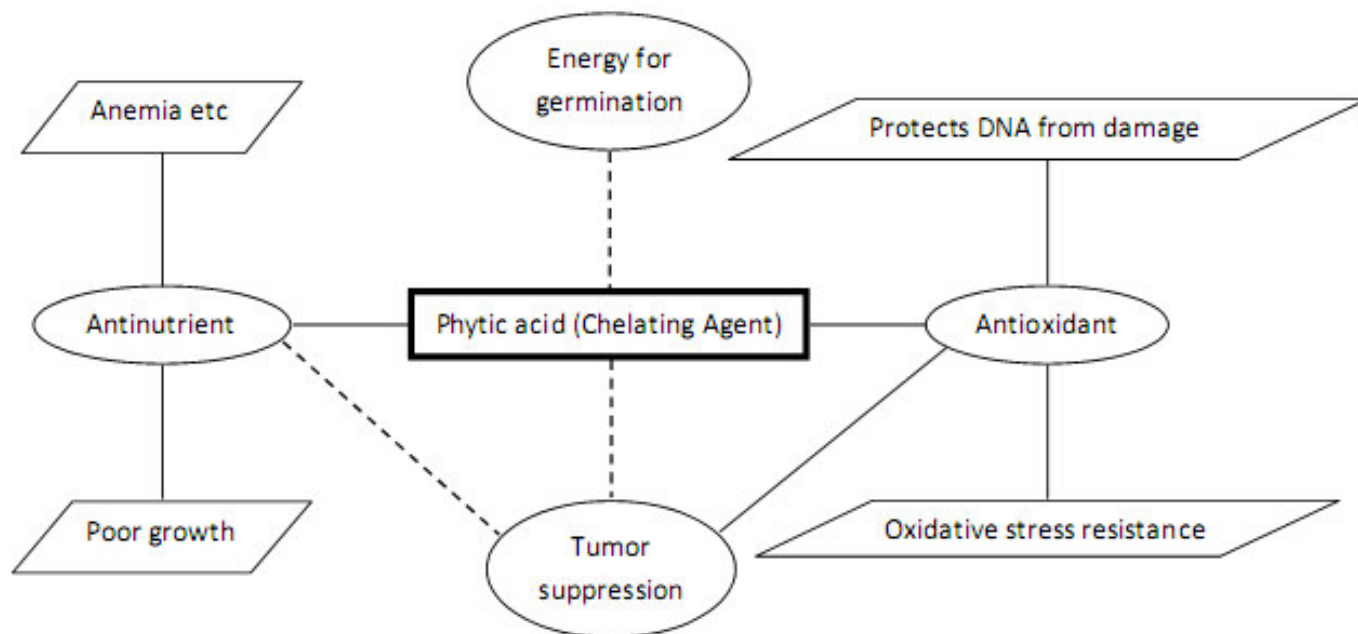 Energy for
germination
Anemia etc
Protects DNA from damage
Antinutrient
Phytic acid (Chelating Agent)
Antioxidant
Poor growth
Tumor
suppression
Oxidative stress resistance